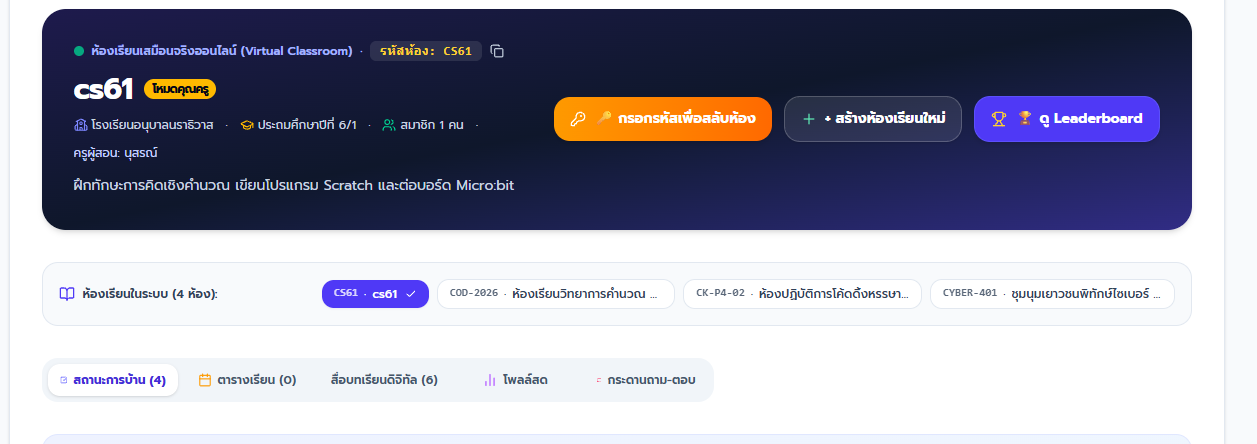 ห้องเรียนเสมือนจริงออนไลน์ (Virtual Classroom) · รหัสห้อง: CS61
cs61 โหมดคุณครู
โรงเรียนอนุบาลนราธิวาส · ประถมศึกษาปีที่ 6/1 · สมาชิก 1 คน ·
ครูผู้สอน: นุสรณ์
ฝึกทักษะการคิดเชิงคำนวณ เขียนโปรแกรม Scratch และต่อบอร์ด Micro:bit
กรอกรหัสเพื่อสลับห้อง
+ สร้างห้องเรียนใหม่
ดู Leaderboard
ห้องเรียนในระบบ (4 ห้อง):
CS61 · cs61
COD-2026 · ห้องเรียนวิทยาการคำนวณ ...
CK-P4-02 · ห้องปฏิบัติการโค้ดดิ้งหรรษา...
CYBER-401 · ชุมนุมเยาวชนพิทักษ์ไซเบอร์ ...
สถานะการบ้าน (4)
ตารางเรียน (0)
สื่อบทเรียนดิจิทัล (6)
โพลล์สด
กระดานถาม-ตอบ